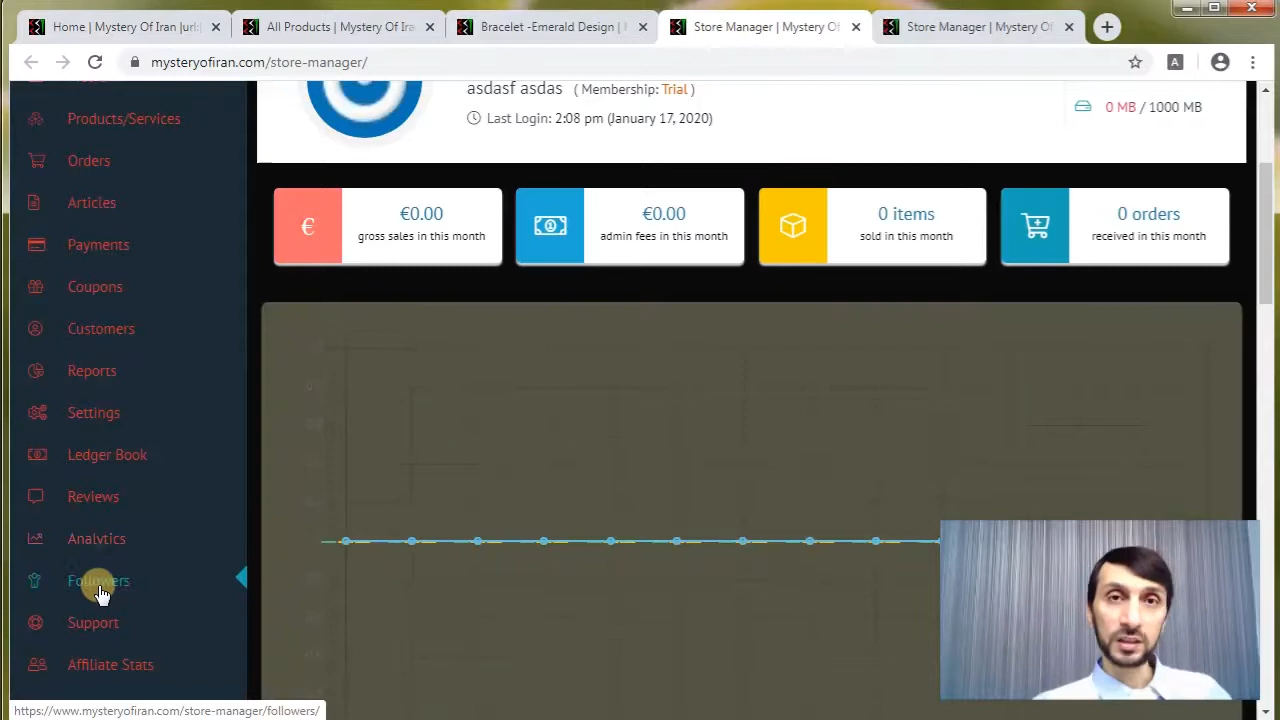 Home | Mystery Of Iran |url:
All Products | Mystery Of Ira
Bracelet -Emerald Design |
Store Manager | Mystery Of
Store Manager | Mystery Of
mysteryofiran.com/store-manager/
A
asdasf asdas ( Membership: Trial )
Last Login: 2:08 pm (January 17, 2020)
0 MB / 1000 MB
Products/Services
Orders
Articles
Payments
Coupons
Customers
Reports
Settings
Ledger Book
Reviews
Analytics
Followers
Support
Affiliate Stats
€
€0.00
gross sales in this month
€0.00
admin fees in this month
0 items
sold in this month
0 orders
received in this month
https://www.mysteryofiran.com/store-manager/followers/